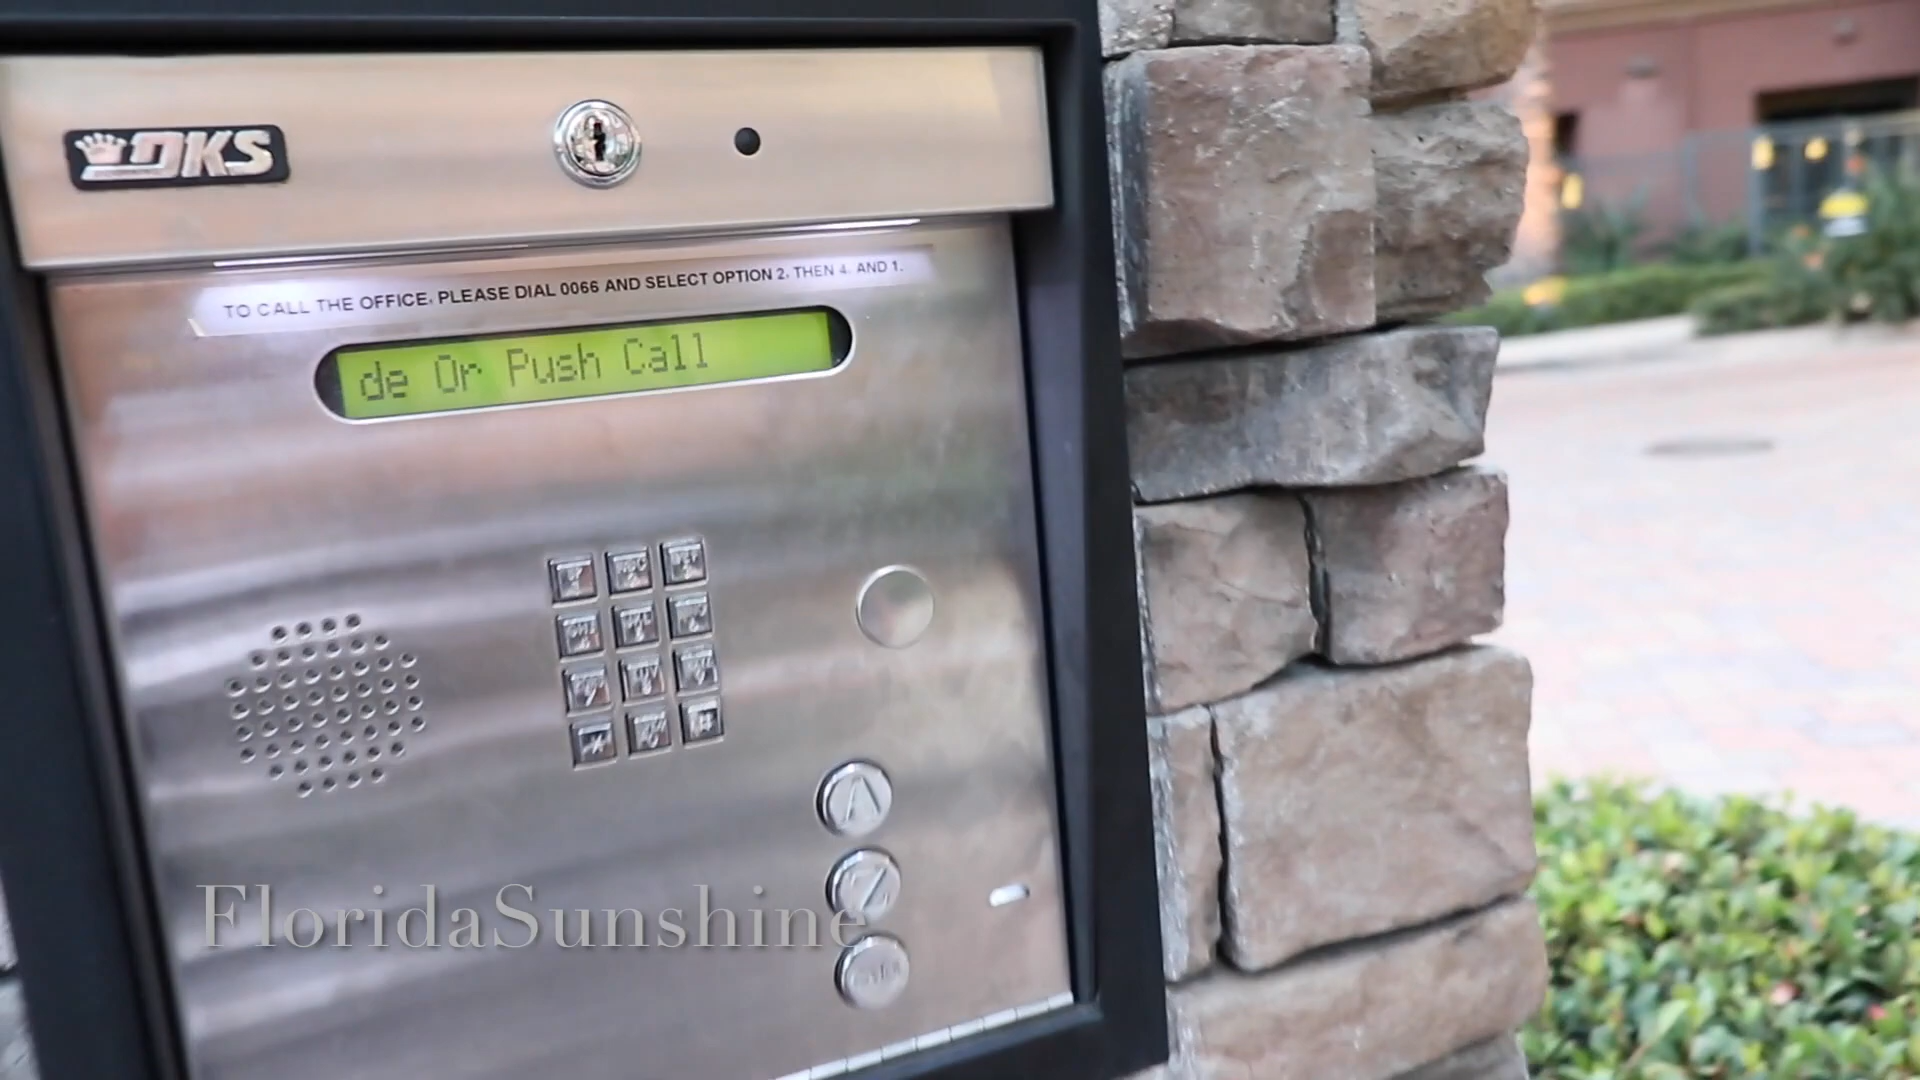 DKS
TO CALL THE OFFICE, PLEASE DIAL 0066 AND SELECT OPTION 2, THEN 4, AND 1.
de Or Push Call
A
Z
FloridaSunshine